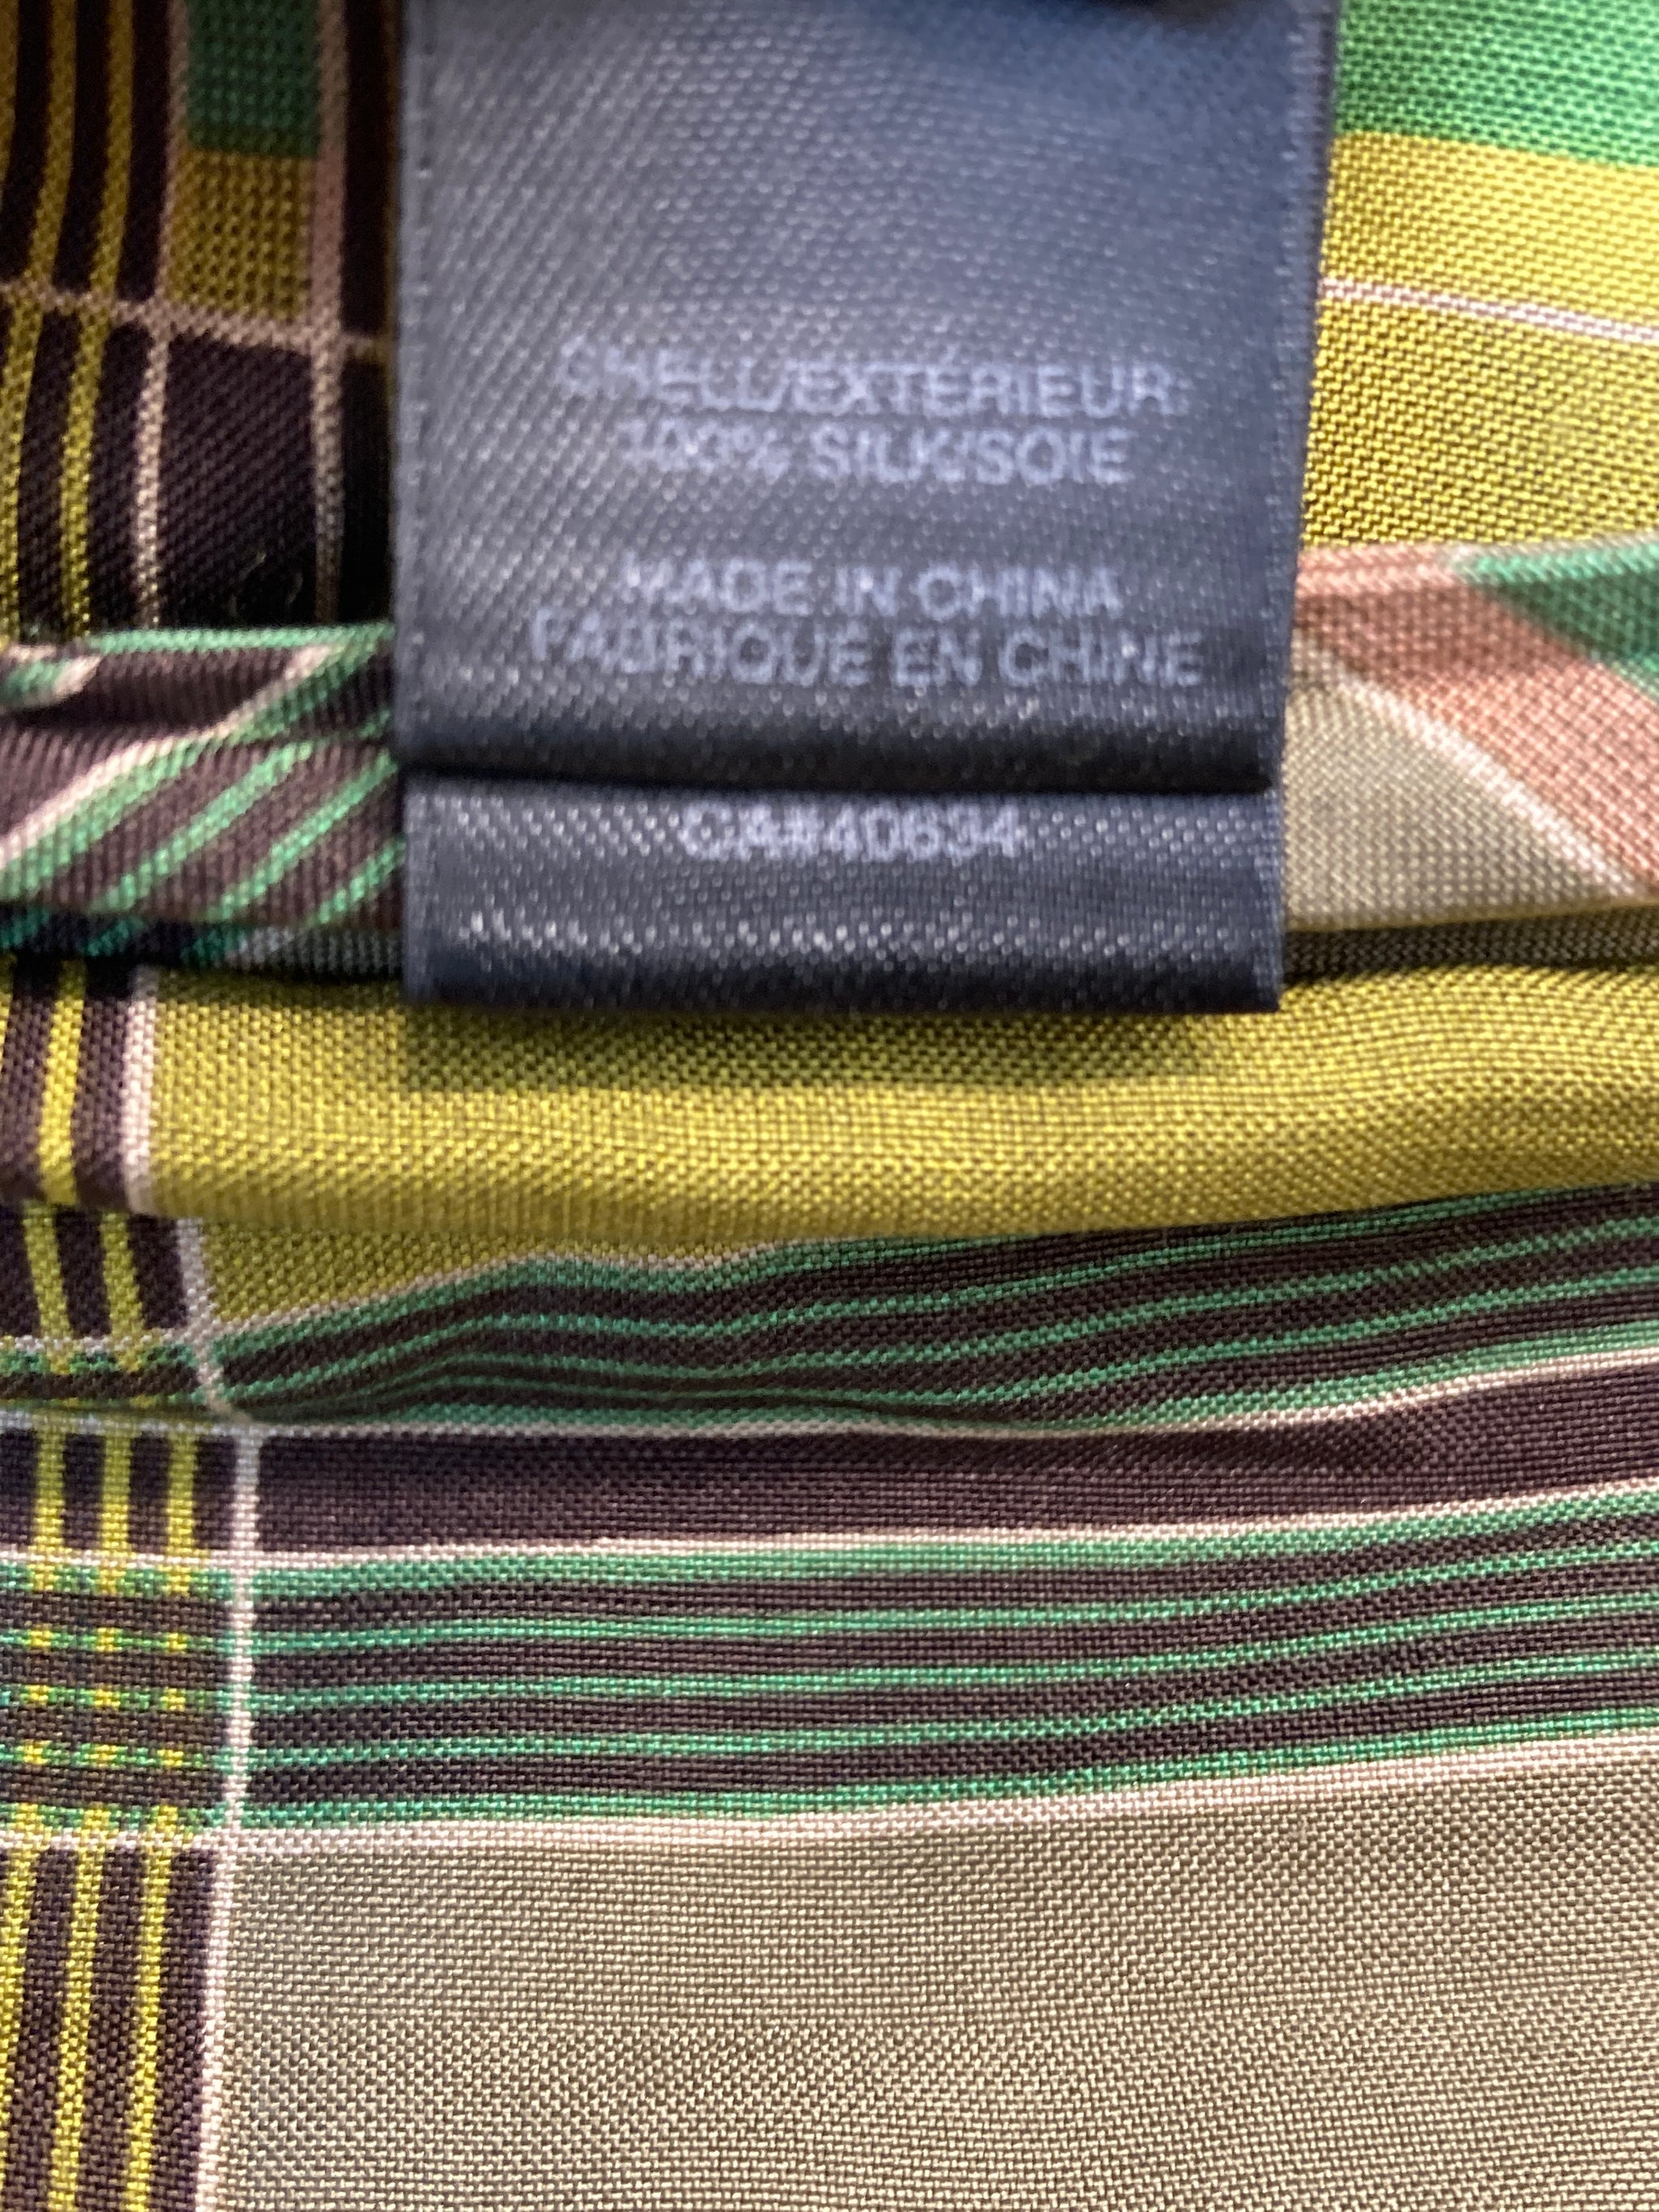 SHELL/EXTÉRIEUR:
100% SILK/SOIE
MADE IN CHINA
FABRIQUÉ EN CHINE
CA#40634